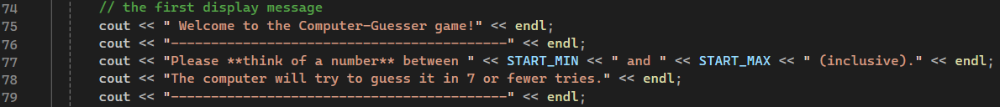 74 // the first display message
75 cout << " Welcome to the Computer-Guesser game!" << endl;
76 cout << "------------------------------------------" << endl;
77 cout << "Please **think of a number** between " << START_MIN << " and " << START_MAX << " (inclusive)." << endl;
78 cout << "The computer will try to guess it in 7 or fewer tries." << endl;
79 cout << "------------------------------------------" << endl;